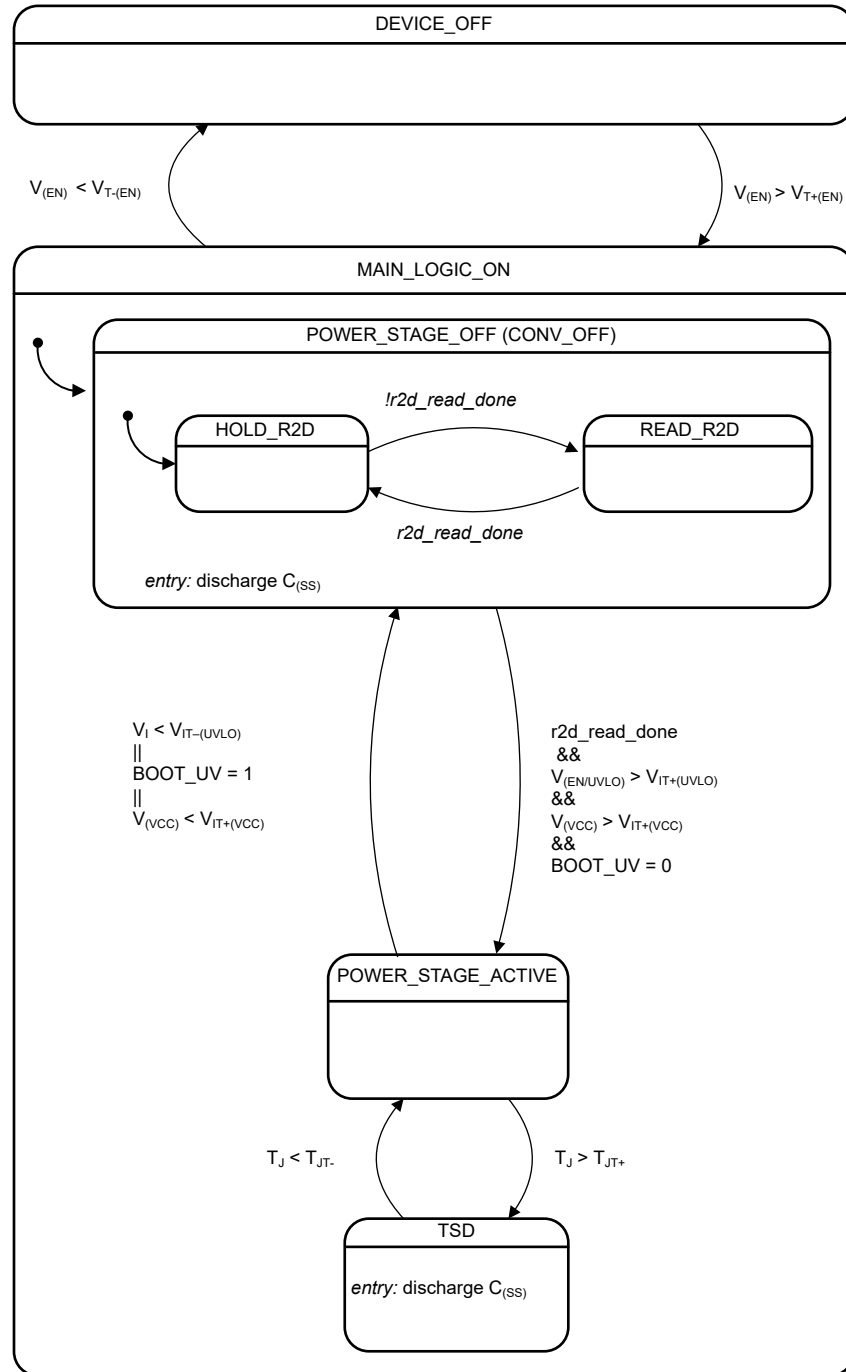 DEVICE_OFF
V(EN) < VT-(EN)
V(EN) > VT+(EN)
MAIN_LOGIC_ON
POWER_STAGE_OFF (CONV_OFF)
!r2d_read_done
HOLD_R2D
READ_R2D
r2d_read_done
entry: discharge C(SS)
VI < VIT–(UVLO)
||
BOOT_UV = 1
||
V(VCC) < VIT+(VCC)
r2d_read_done
&&
V(EN/UVLO) > VIT+(UVLO)
&&
V(VCC) > VIT+(VCC)
&&
BOOT_UV = 0
POWER_STAGE_ACTIVE
TJ < TJT-
TJ > TJT+
TSD
entry: discharge C(SS)